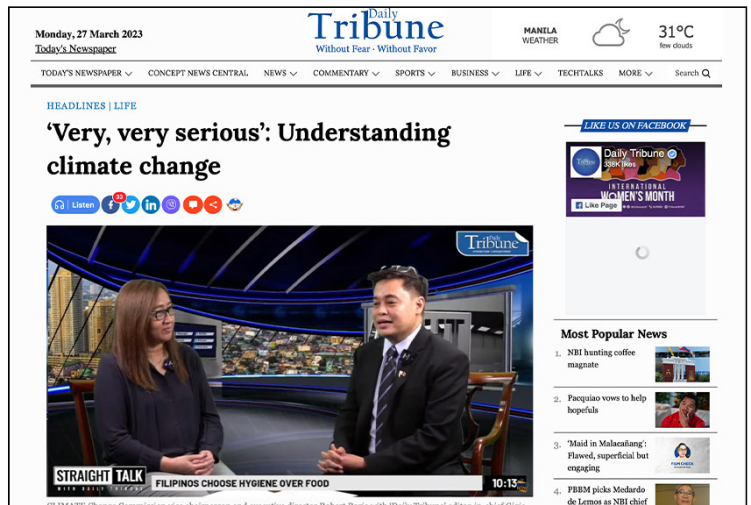 Monday, 27 March 2023
Today's Newspaper
Daily
Tribune
Without Fear · Without Favor
MANILA
WEATHER
31°C
few clouds
TODAY'S NEWSPAPER
CONCEPT NEWS CENTRAL
NEWS
COMMENTARY
SPORTS
BUSINESS
LIFE
TECHTALKS
MORE
Search
HEADLINES | LIFE
‘Very, very serious’: Understanding
climate change
Listen
33
LIKE US ON FACEBOOK
Daily Tribune
338K likes
INTERNATIONAL
WOMEN'S MONTH
Like Page
Daily
Tribune
STRAIGHT TALK
WITH DAILY TRIBUNE
FILIPINOS CHOOSE HYGIENE OVER FOOD
10:13
Most Popular News
1. NBI hunting coffee
magnate
2. Pacquiao vows to help
hopefuls
3. 'Maid in Malacañang':
Flawed, superficial but
engaging
4. PBBM picks Medardo
de Lemos as NBI chief